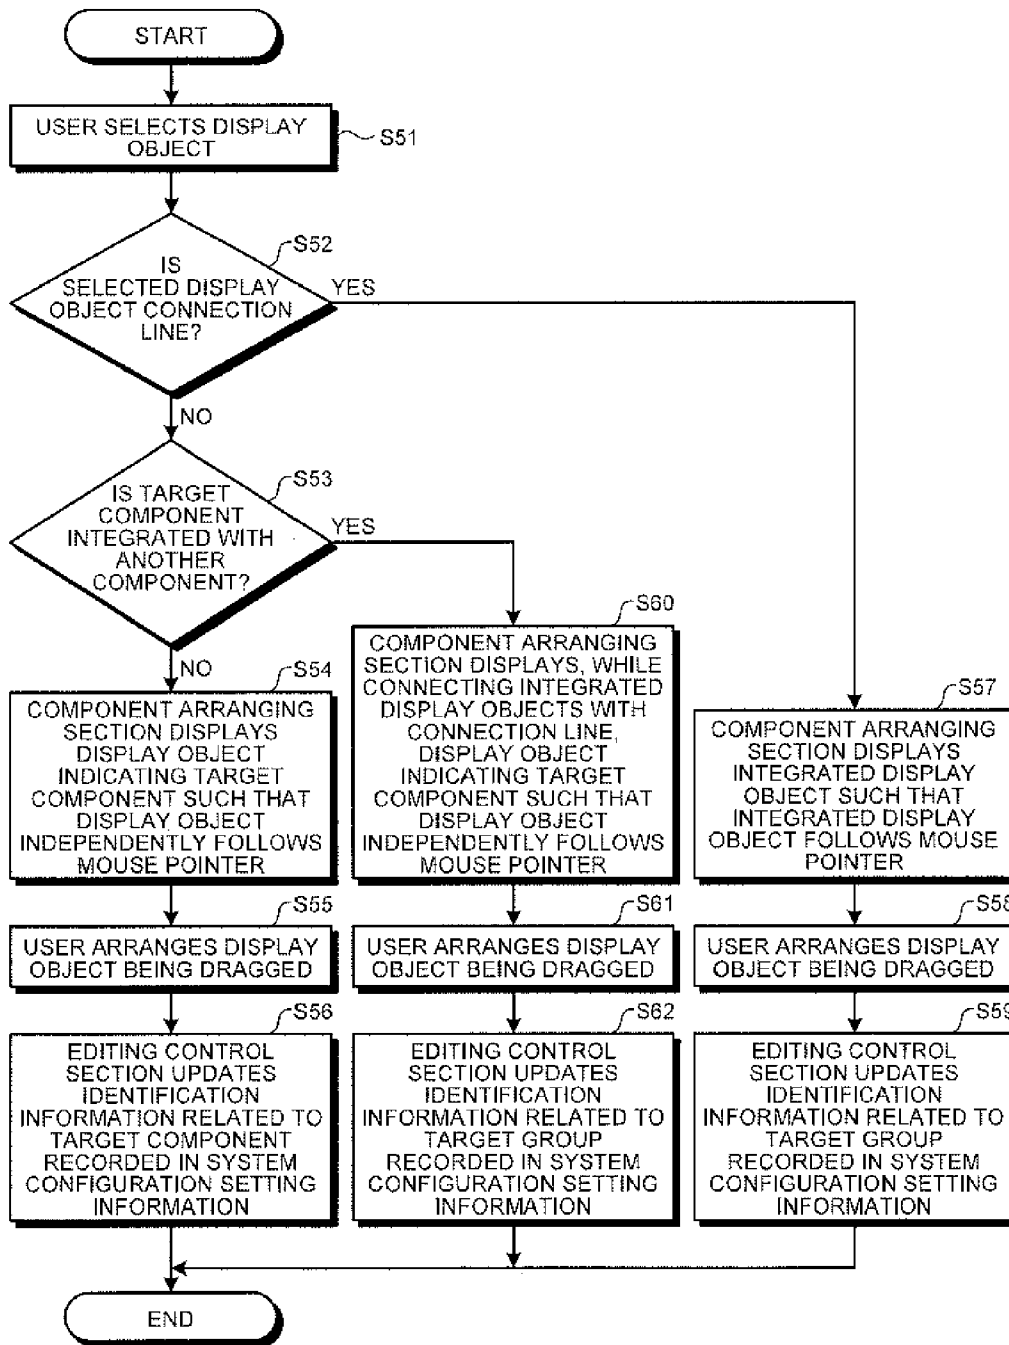 START
USER SELECTS DISPLAY
OBJECT
S51
S52
IS
SELECTED DISPLAY
OBJECT CONNECTION
LINE?
YES
NO
S53
IS TARGET
COMPONENT
INTEGRATED WITH
ANOTHER
COMPONENT?
YES
NO
S54
COMPONENT ARRANGING
SECTION DISPLAYS
DISPLAY OBJECT
INDICATING TARGET
COMPONENT SUCH THAT
DISPLAY OBJECT
INDEPENDENTLY FOLLOWS
MOUSE POINTER
S60
COMPONENT ARRANGING
SECTION DISPLAYS, WHILE
CONNECTING INTEGRATED
DISPLAY OBJECTS WITH
CONNECTION LINE,
DISPLAY OBJECT
INDICATING TARGET
COMPONENT SUCH THAT
DISPLAY OBJECT
INDEPENDENTLY FOLLOWS
MOUSE POINTER
S57
COMPONENT ARRANGING
SECTION DISPLAYS
INTEGRATED DISPLAY
OBJECT SUCH THAT
INTEGRATED DISPLAY
OBJECT FOLLOWS MOUSE
POINTER
S55
USER ARRANGES DISPLAY
OBJECT BEING DRAGGED
S61
USER ARRANGES DISPLAY
OBJECT BEING DRAGGED
S58
USER ARRANGES DISPLAY
OBJECT BEING DRAGGED
S56
EDITING CONTROL
SECTION UPDATES
IDENTIFICATION
INFORMATION RELATED TO
TARGET COMPONENT
RECORDED IN SYSTEM
CONFIGURATION SETTING
INFORMATION
S62
EDITING CONTROL
SECTION UPDATES
IDENTIFICATION
INFORMATION RELATED TO
TARGET GROUP
RECORDED IN SYSTEM
CONFIGURATION SETTING
INFORMATION
S59
EDITING CONTROL
SECTION UPDATES
IDENTIFICATION
INFORMATION RELATED TO
TARGET GROUP
RECORDED IN SYSTEM
CONFIGURATION SETTING
INFORMATION
END